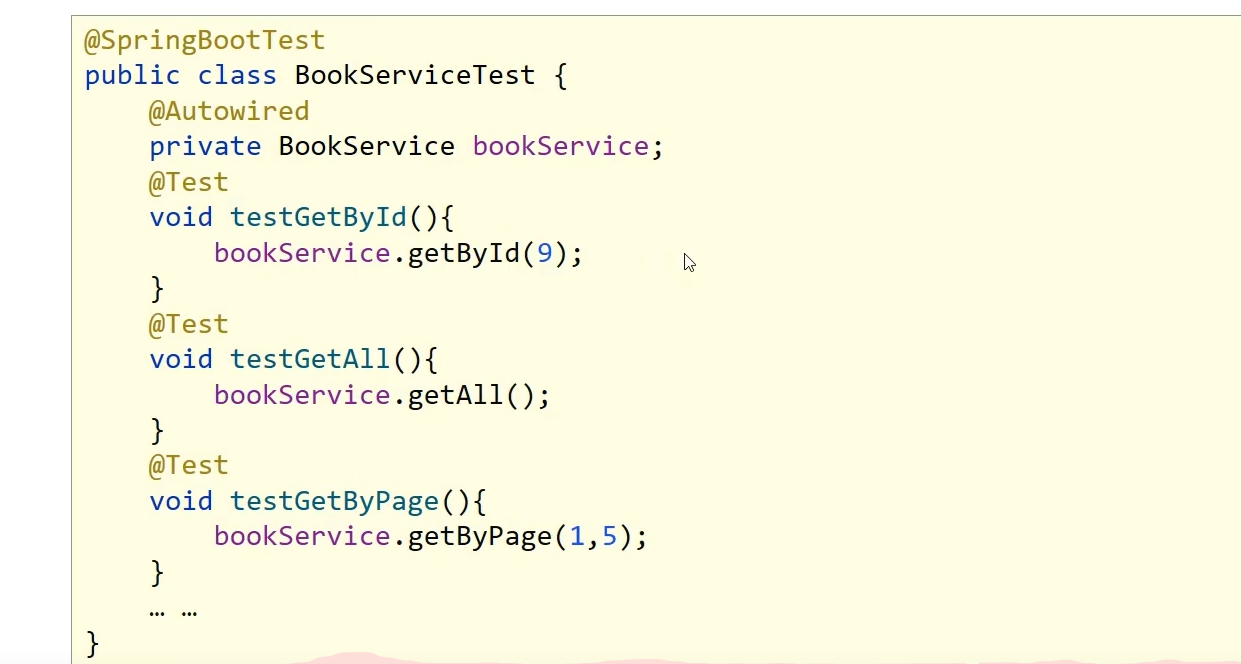 @SpringBootTest
public class BookServiceTest {
    @Autowired
    private BookService bookService;
    @Test
    void testGetById(){
        bookService.getById(9);
    }
    @Test
    void testGetAll(){
        bookService.getAll();
    }
    @Test
    void testGetByPage(){
        bookService.getByPage(1,5);
    }
    … …
}